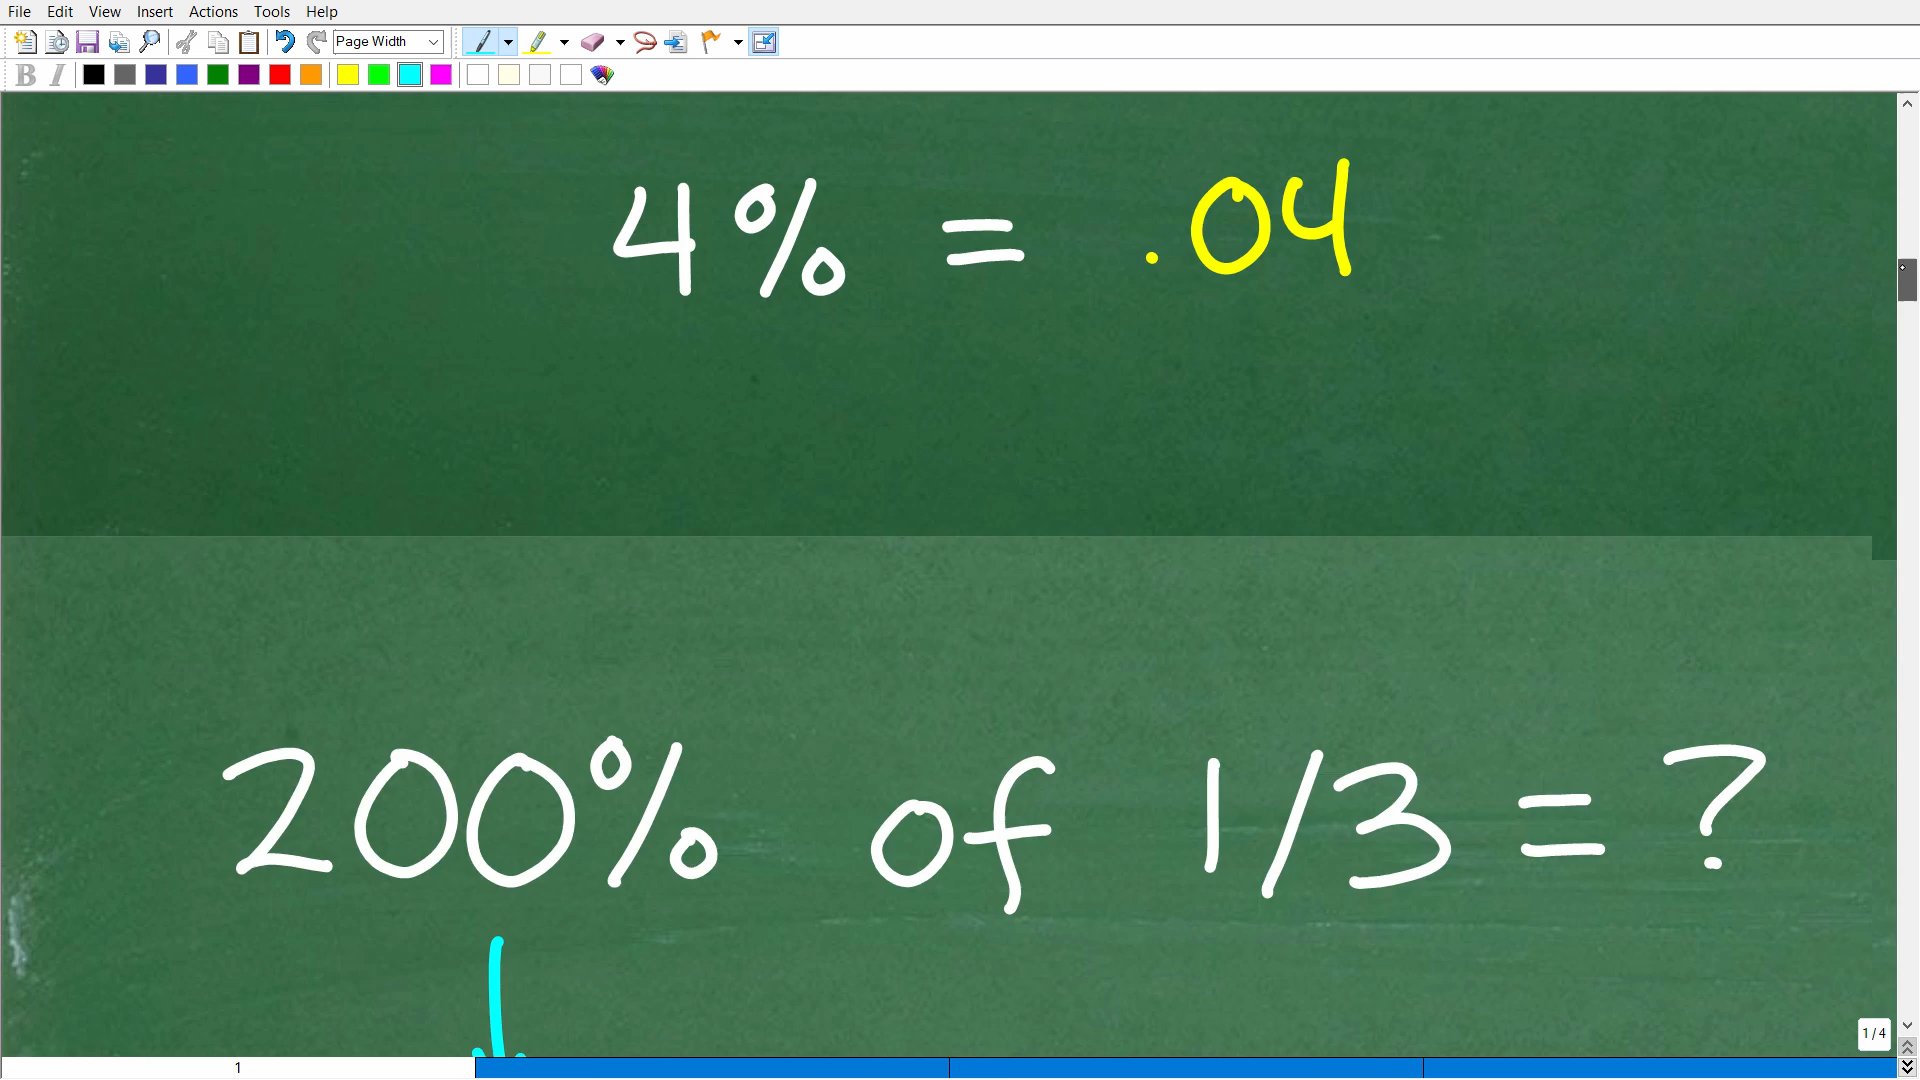 File Edit View Insert Actions Tools Help
Page Width
B I
4% = .04
200% of 1/3 = ?
1 / 4
1